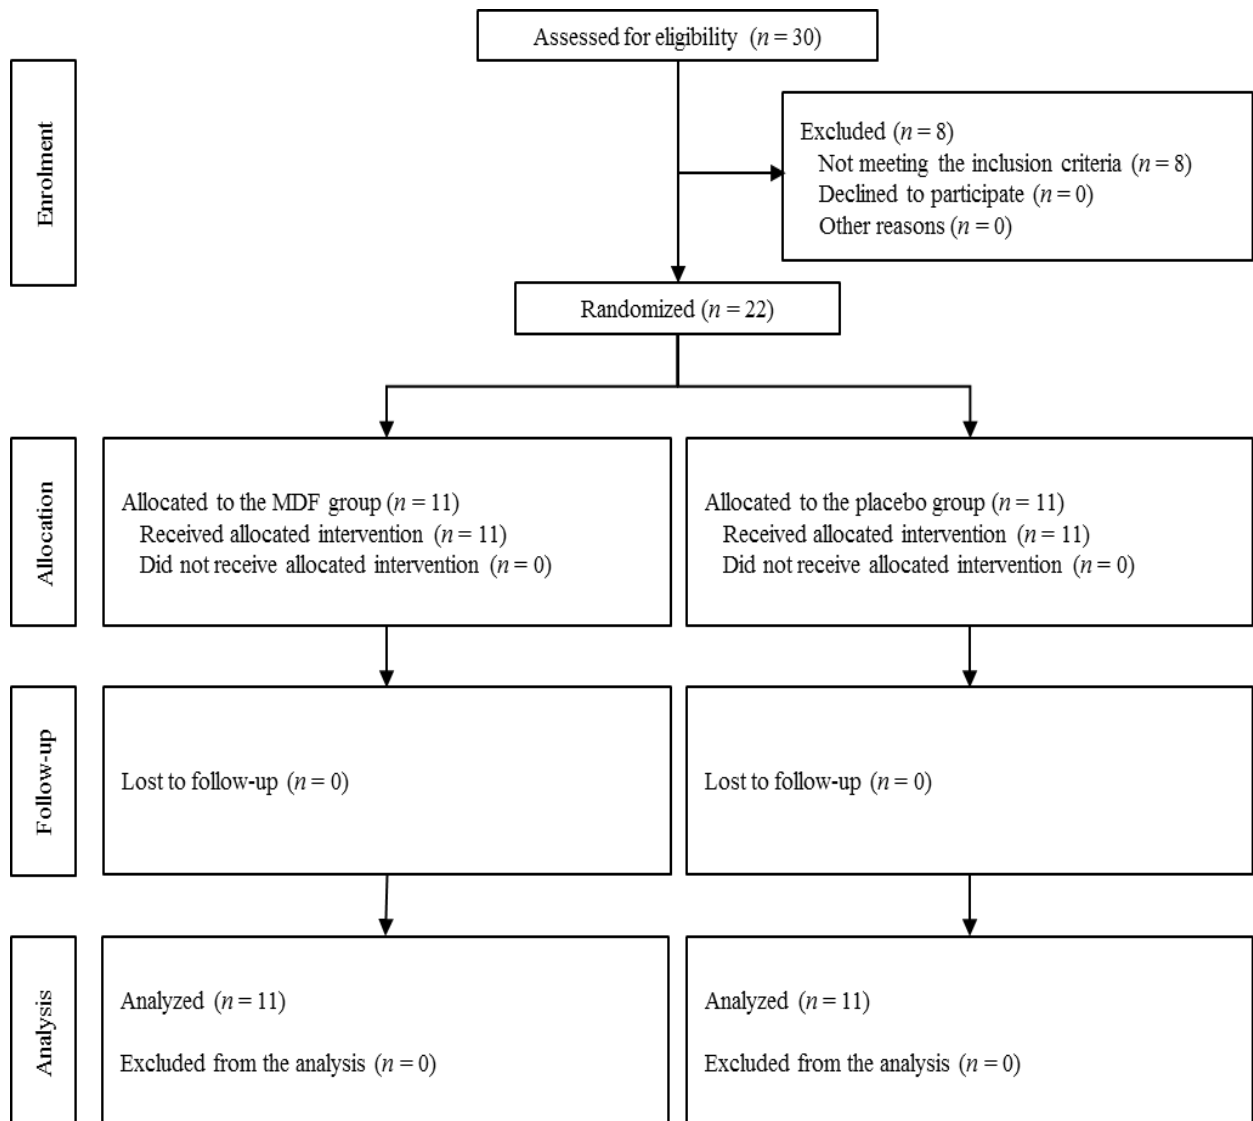 Assessed for eligibility (n = 30)
Enrolment
Excluded (n = 8)
Not meeting the inclusion criteria (n = 8)
Declined to participate (n = 0)
Other reasons (n = 0)
Randomized (n = 22)
Allocation
Allocated to the MDF group (n = 11)
Received allocated intervention (n = 11)
Did not receive allocated intervention (n = 0)
Allocated to the placebo group (n = 11)
Received allocated intervention (n = 11)
Did not receive allocated intervention (n = 0)
Follow-up
Lost to follow-up (n = 0)
Lost to follow-up (n = 0)
Analysis
Analyzed (n = 11)
Excluded from the analysis (n = 0)
Analyzed (n = 11)
Excluded from the analysis (n = 0)